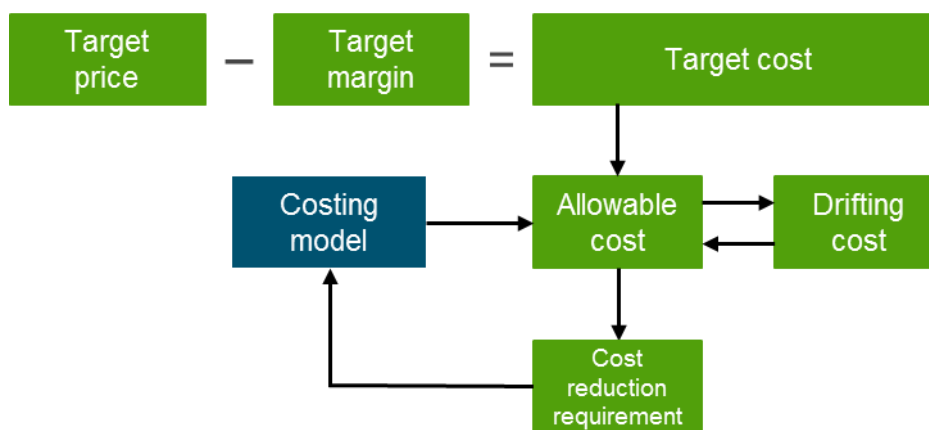 Target
price
–
Target
margin
=
Target cost
Costing
model
Allowable
cost
Drifting
cost
Cost
reduction
requirement